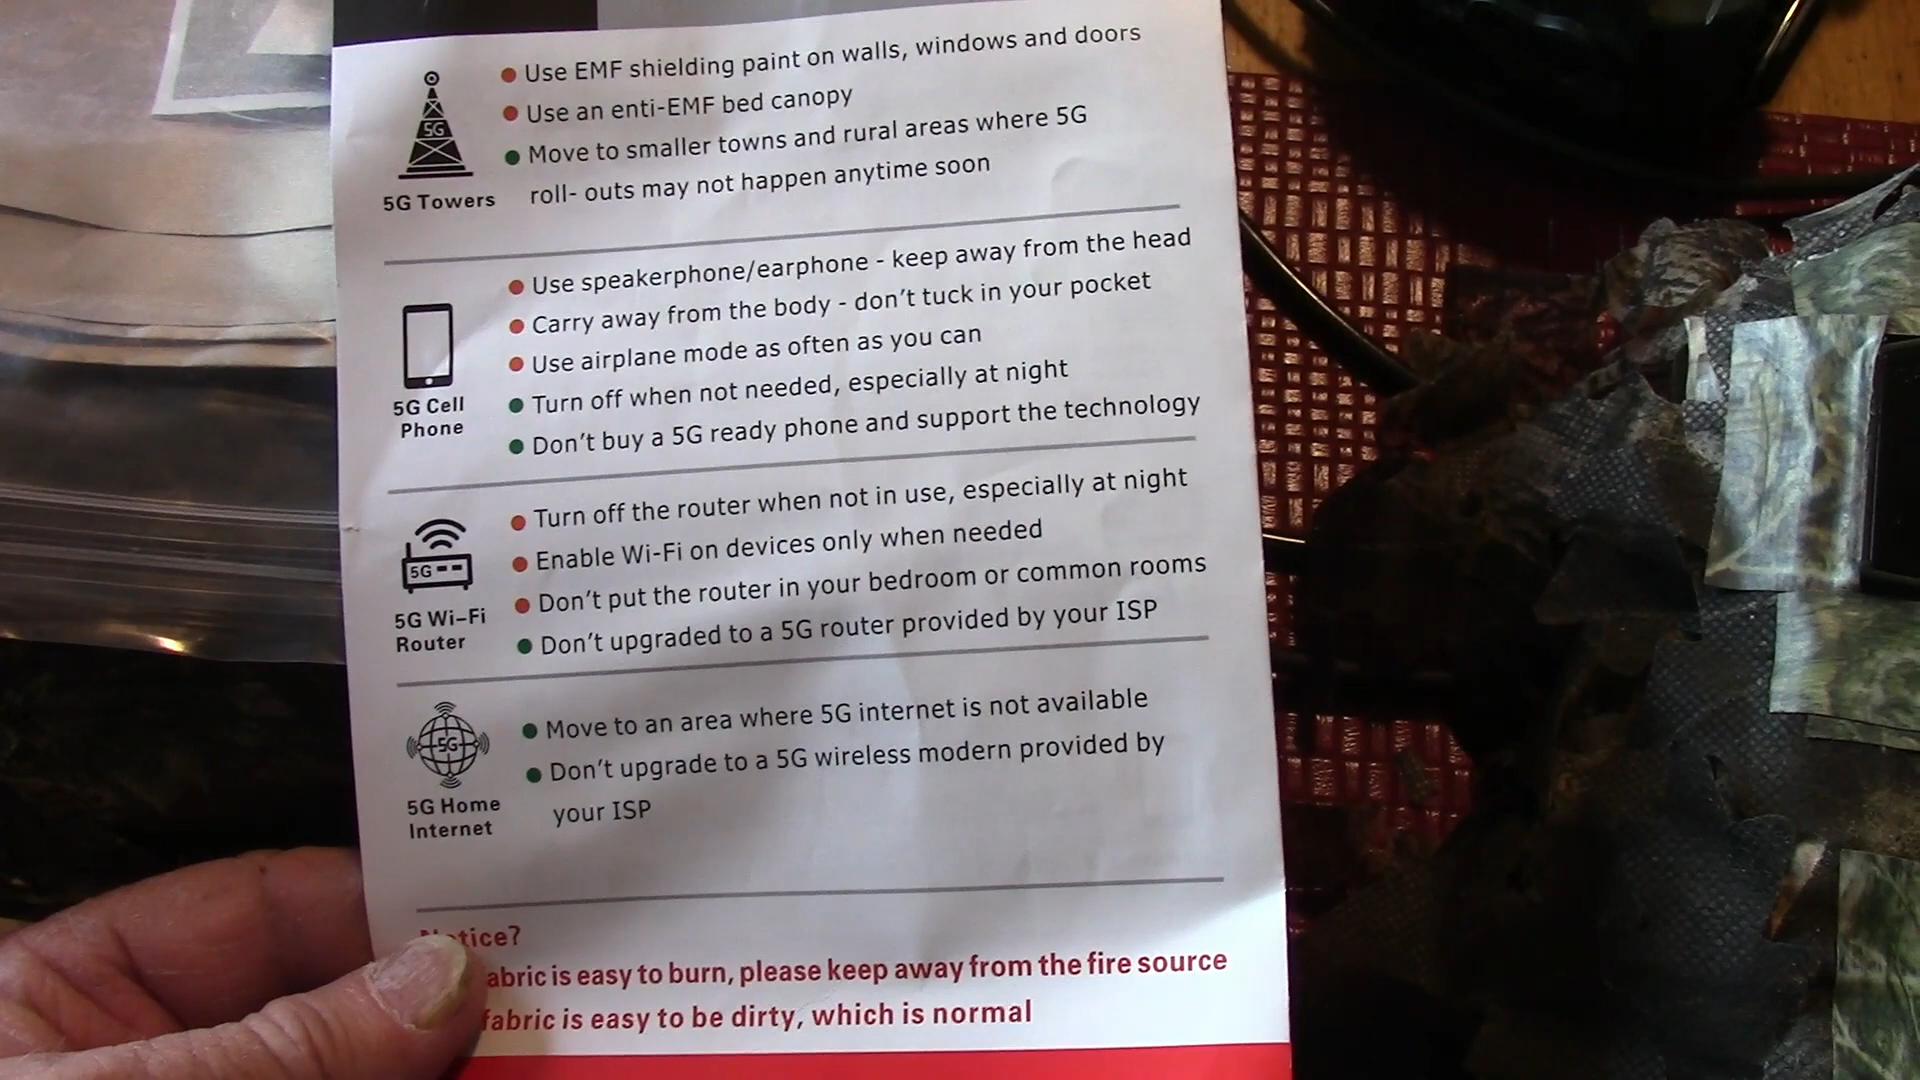 Use EMF shielding paint on walls, windows and doors
Use an enti-EMF bed canopy
Move to smaller towns and rural areas where 5G
roll- outs may not happen anytime soon
5G
5G Towers
Use speakerphone/earphone - keep away from the head
Carry away from the body - don't tuck in your pocket
Use airplane mode as often as you can
Turn off when not needed, especially at night
Don't buy a 5G ready phone and support the technology
5G Cell
Phone
Turn off the router when not in use, especially at night
Enable Wi-Fi on devices only when needed
Don't put the router in your bedroom or common rooms
Don't upgraded to a 5G router provided by your ISP
5G
5G Wi-Fi
Router
Move to an area where 5G internet is not available
Don't upgrade to a 5G wireless modern provided by
your ISP
5G
5G Home
Internet
Notice?
abric is easy to burn, please keep away from the fire source
fabric is easy to be dirty, which is normal